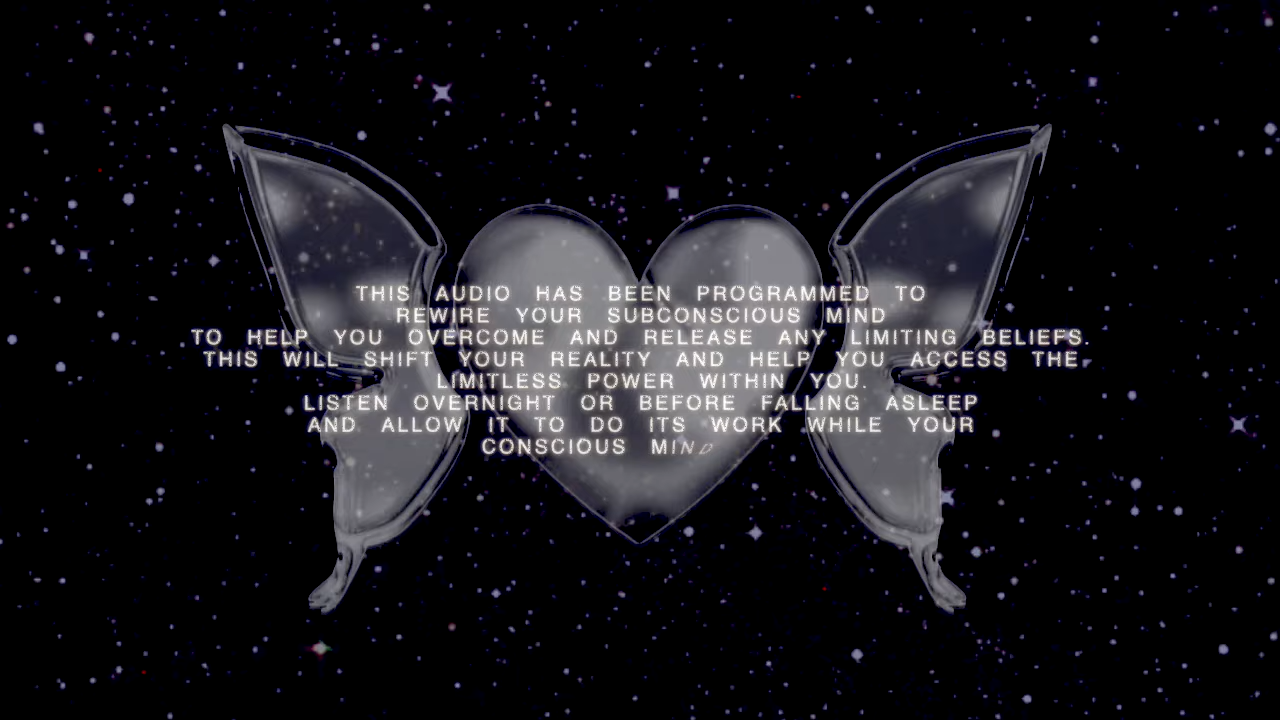 THIS AUDIO HAS BEEN PROGRAMMED TO
REWIRE YOUR SUBCONSCIOUS MIND
TO HELP YOU OVERCOME AND RELEASE ANY LIMITING BELIEFS.
THIS WILL SHIFT YOUR REALITY AND HELP YOU ACCESS THE
LIMITLESS POWER WITHIN YOU.
LISTEN OVERNIGHT OR BEFORE FALLING ASLEEP
AND ALLOW IT TO DO ITS WORK WHILE YOUR
CONSCIOUS MIND